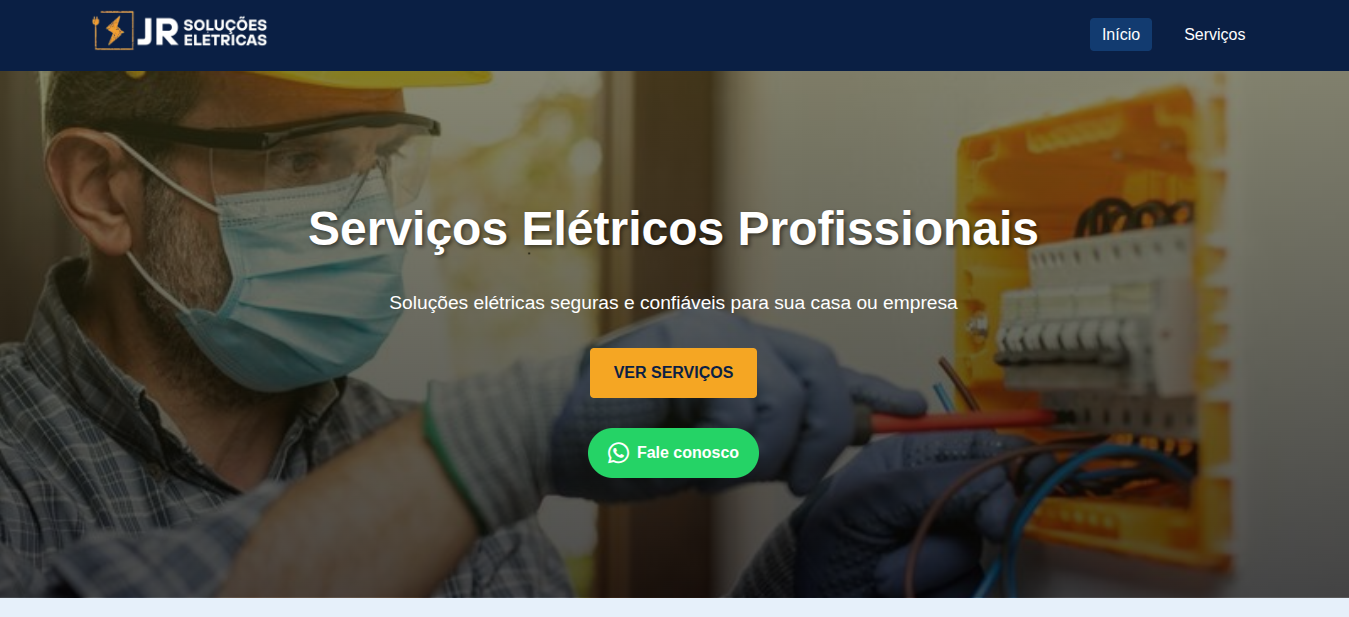 JR SOLUÇÕES
ELETRICAS
Início
Serviços
Serviços Elétricos Profissionais
Soluções elétricas seguras e confiáveis para sua casa ou empresa
VER SERVIÇOS
Fale conosco